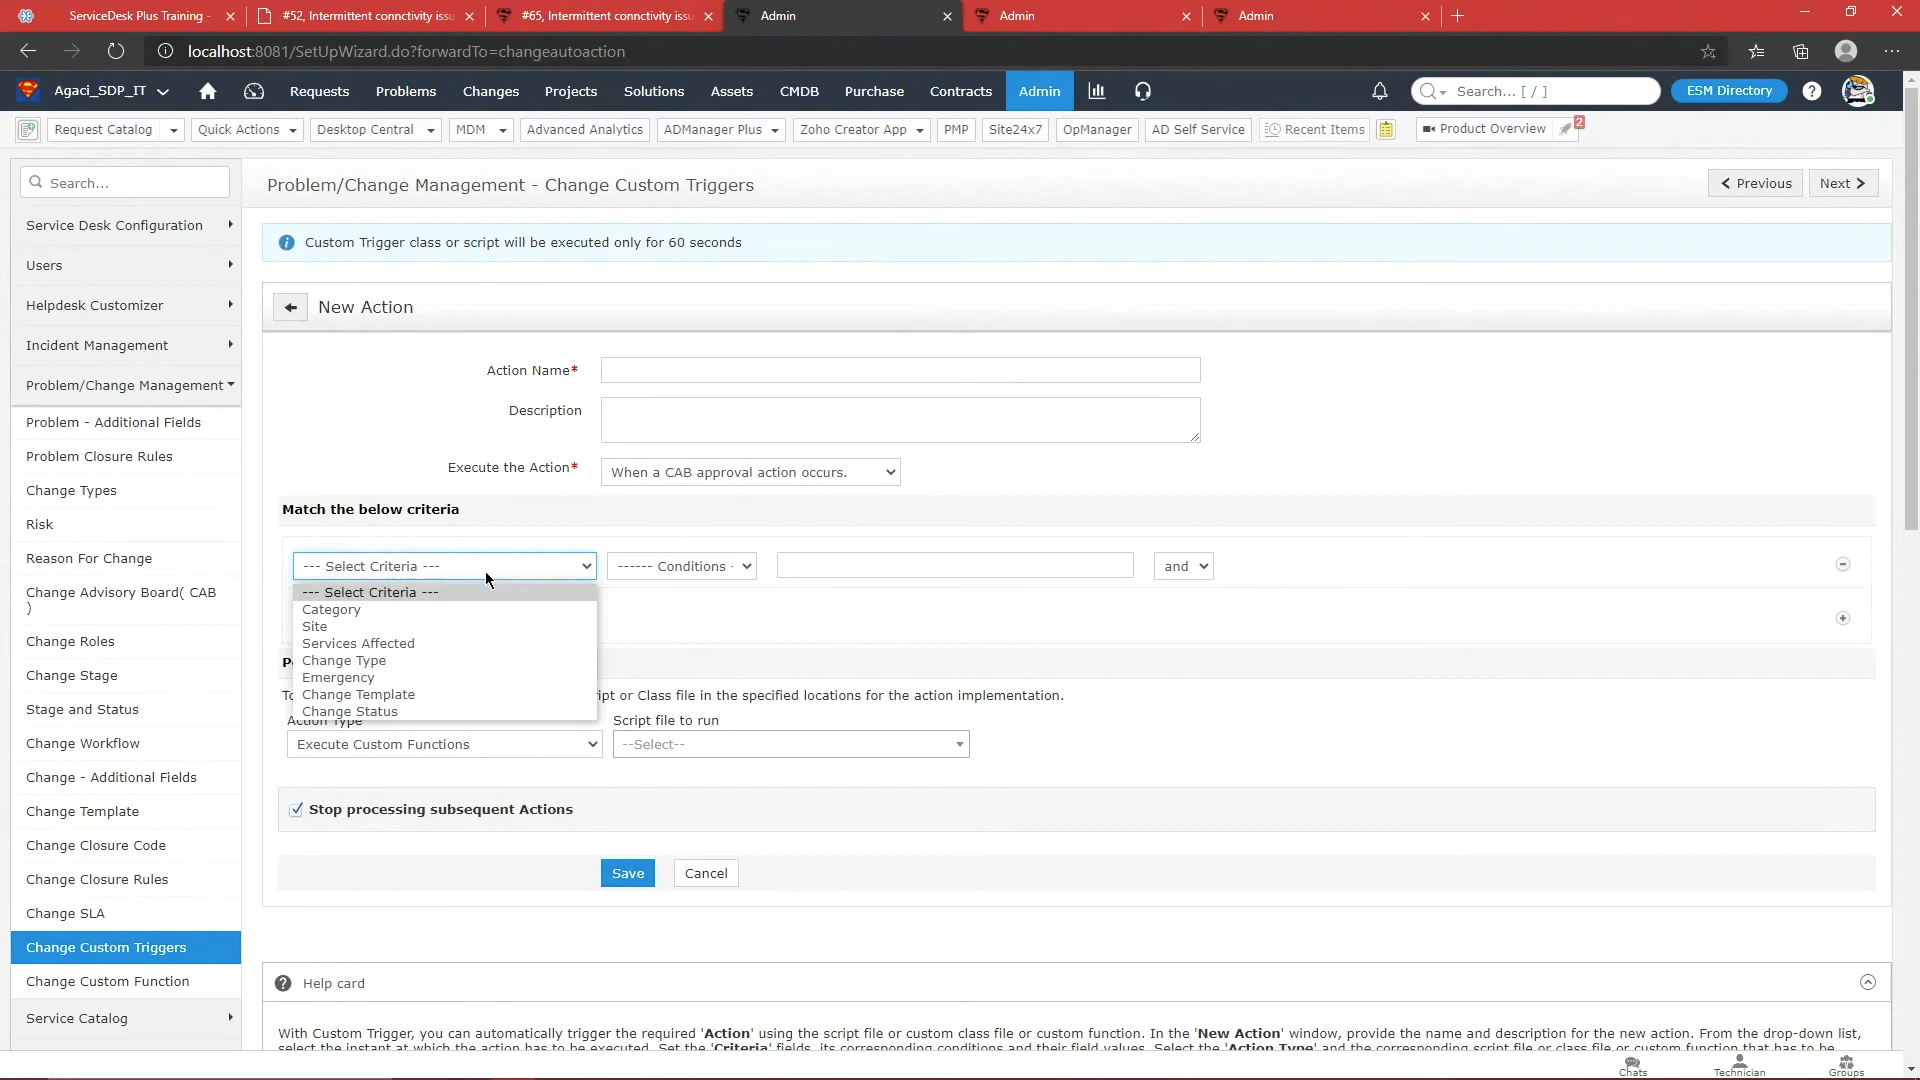 ServiceDesk Plus Training -
#52, Intermittent connctivity issu
#65, Intermittent connctivity issu
Admin
Admin
Admin
localhost:8081/SetUpWizard.do?forwardTo=changeautoaction
Agaci_SDP_IT
Requests
Problems
Changes
Projects
Solutions
Assets
CMDB
Purchase
Contracts
Admin
Search... [ / ]
ESM Directory
Request Catalog
Quick Actions
Desktop Central
MDM
Advanced Analytics
ADManager Plus
Zoho Creator App
PMP
Site24x7
OpManager
AD Self Service
Recent Items
Product Overview
2
Search...
Problem/Change Management - Change Custom Triggers
Previous
Next
Service Desk Configuration
Users
Helpdesk Customizer
Incident Management
Problem/Change Management
Problem - Additional Fields
Problem Closure Rules
Change Types
Risk
Reason For Change
Change Advisory Board( CAB
)
Change Roles
Change Stage
Stage and Status
Change Workflow
Change - Additional Fields
Change Template
Change Closure Code
Change Closure Rules
Change SLA
Change Custom Triggers
Change Custom Function
Service Catalog
Custom Trigger class or script will be executed only for 60 seconds
New Action
Action Name*
Description
Execute the Action*
When a CAB approval action occurs.
Match the below criteria
--- Select Criteria ---
------ Conditions -
and
--- Select Criteria ---
Category
Site
Services Affected
Change Type
Emergency
Change Template
Change Status
ipt or Class file in the specified locations for the action implementation.
Action Type
Script file to run
Execute Custom Functions
--Select--
Stop processing subsequent Actions
Save
Cancel
Help card
With Custom Trigger, you can automatically trigger the required 'Action' using the script file or custom class file or custom function. In the 'New Action' window, provide the name and description for the new action. From the drop-down list,
select the instant at which the action has to be executed. Set the 'Criteria' fields, its corresponding conditions and their field values. Select the 'Action Type' and the corresponding script file or class file or custom function that has to be
Chats
Technician
Groups